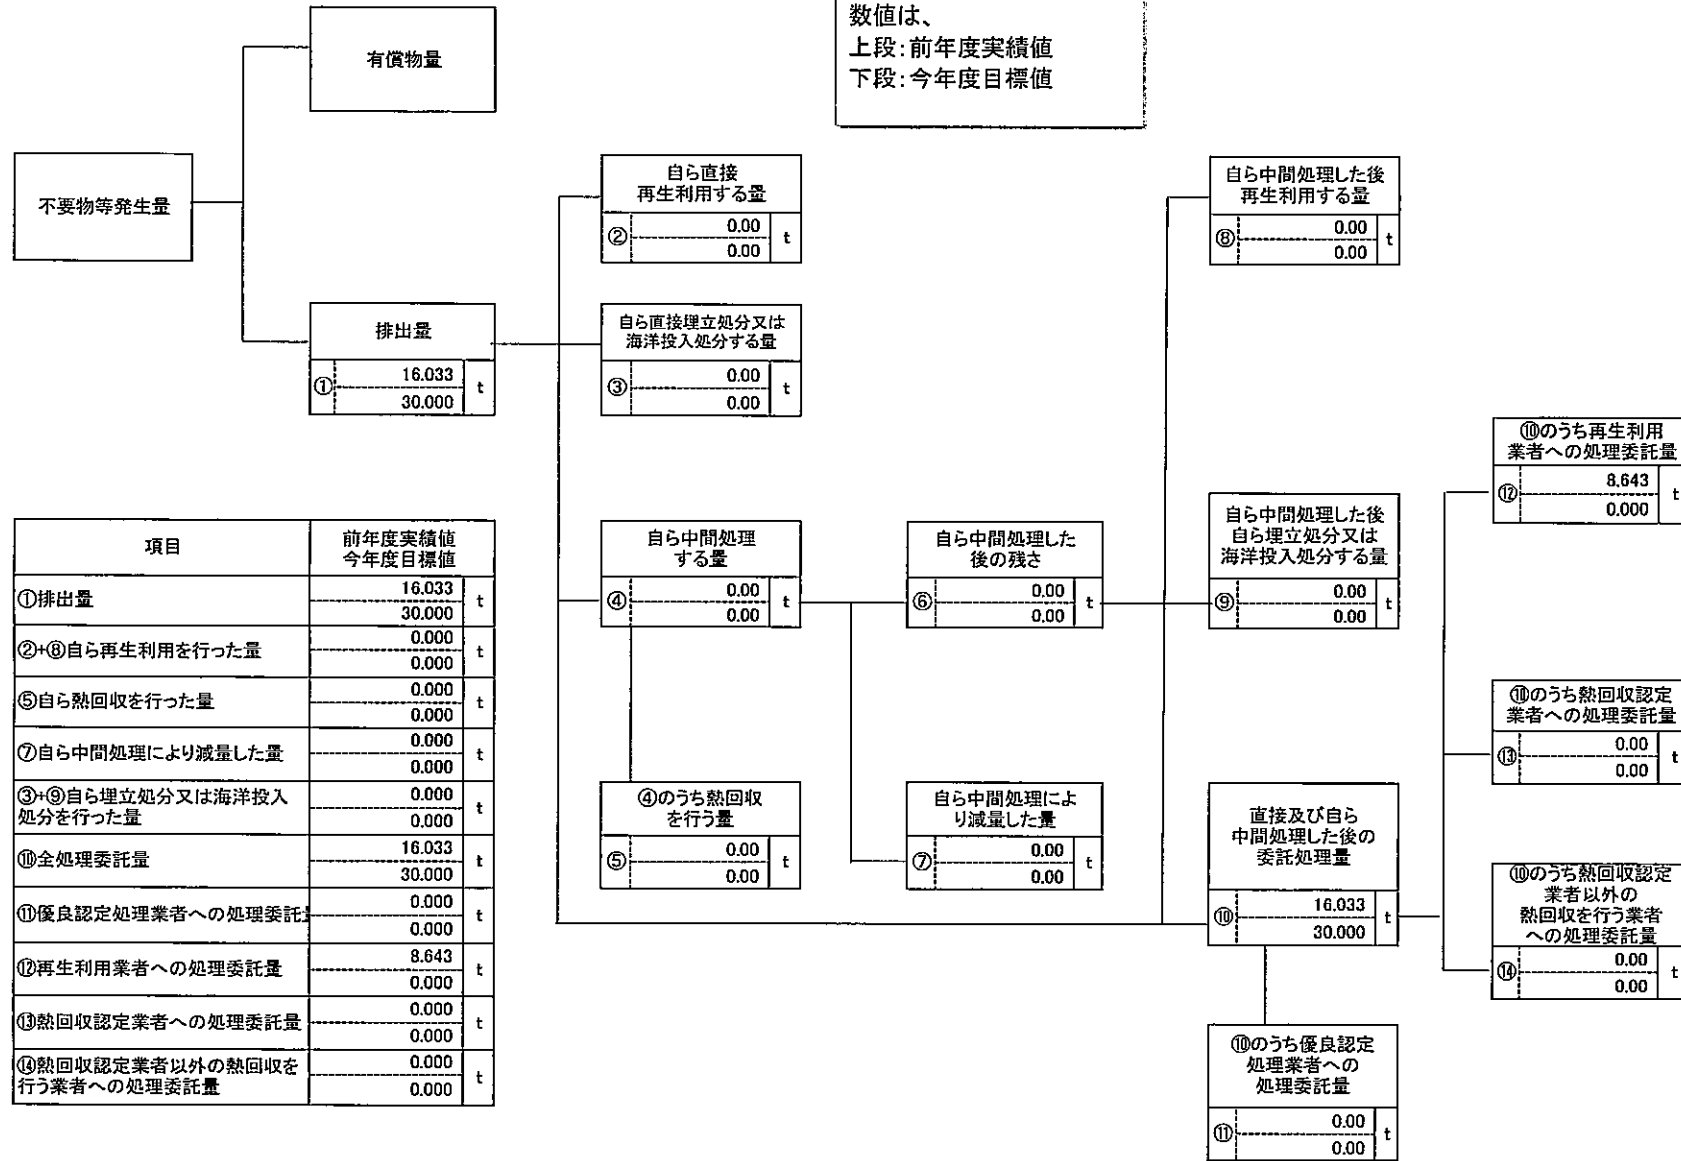 数値は、
上段:前年度実績値
下段:今年度目標値
有償物量
不要物等発生量
排出量
① 16.033 t
30.000
自ら直接
再生利用する量
② 0.00 t
0.00
自ら直接埋立処分又は
海洋投入処分する量
③ 0.00 t
0.00
自ら中間処理
する量
④ 0.00 t
0.00
④のうち熱回収
を行う量
⑤ 0.00 t
0.00
自ら中間処理した
後の残さ
⑥ 0.00 t
0.00
自ら中間処理によ
り減量した量
⑦ 0.00 t
0.00
自ら中間処理した後
再生利用する量
⑧ 0.00 t
0.00
自ら中間処理した後
自ら埋立処分又は
海洋投入処分する量
⑨ 0.00 t
0.00
直接及び自ら
中間処理した後の
委託処理量
⑩ 16.033 t
30.000
⑩のうち優良認定
処理業者への
処理委託量
⑪ 0.00 t
0.00
⑩のうち再生利用
業者への処理委託量
⑫ 8.643 t
0.000
⑩のうち熱回収認定
業者への処理委託量
⑬ 0.00 t
0.00
⑩のうち熱回収認定
業者以外の
熱回収を行う業者
への処理委託量
⑭ 0.00 t
0.00
項目 前年度実績値
今年度目標値
①排出量 16.033 t
30.000
②+⑧自ら再生利用を行った量 0.000 t
0.000
⑤自ら熱回収を行った量 0.000 t
0.000
⑦自ら中間処理により減量した量 0.000 t
0.000
③+⑨自ら埋立処分又は海洋投入
処分を行った量 0.000 t
0.000
⑩全処理委託量 16.033 t
30.000
⑪優良認定処理業者への処理委託 0.000 t
0.000
⑫再生利用業者への処理委託量 8.643 t
0.000
⑬熱回収認定業者への処理委託量 0.000 t
0.000
⑭熱回収認定業者以外の熱回収を
行う業者への処理委託量 0.000 t
0.000